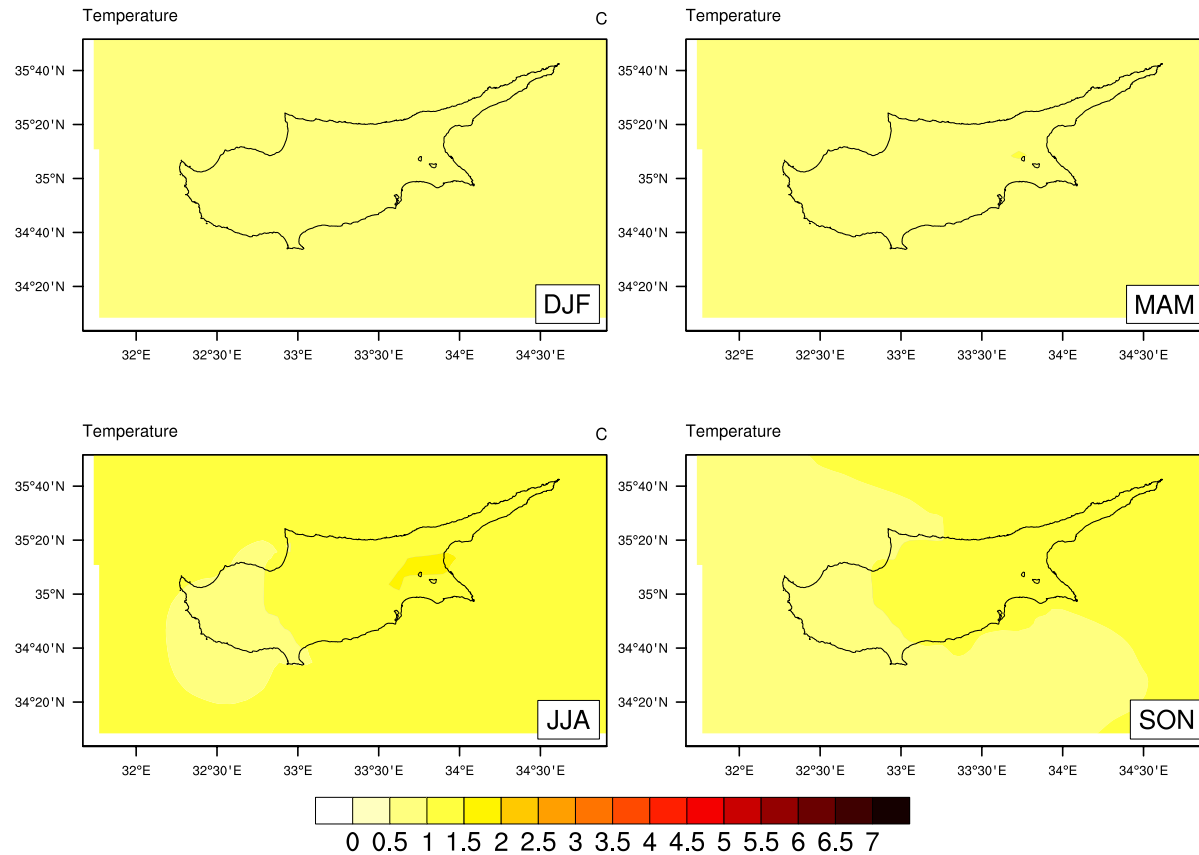 Temperature C Temperature
35°40'N 35°40'N
35°20'N 35°20'N
35°N 35°N
34°40'N 34°40'N
34°20'N 34°20'N
DJF MAM
32°E 32°30'E 33°E 33°30'E 34°E 34°30'E 32°E 32°30'E 33°E 33°30'E 34°E 34°30'E
Temperature C Temperature
35°40'N 35°40'N
35°20'N 35°20'N
35°N 35°N
34°40'N 34°40'N
34°20'N 34°20'N
JJA SON
32°E 32°30'E 33°E 33°30'E 34°E 34°30'E 32°E 32°30'E 33°E 33°30'E 34°E 34°30'E
0 0.5 1 1.5 2 2.5 3 3.5 4 4.5 5 5.5 6 6.5 7